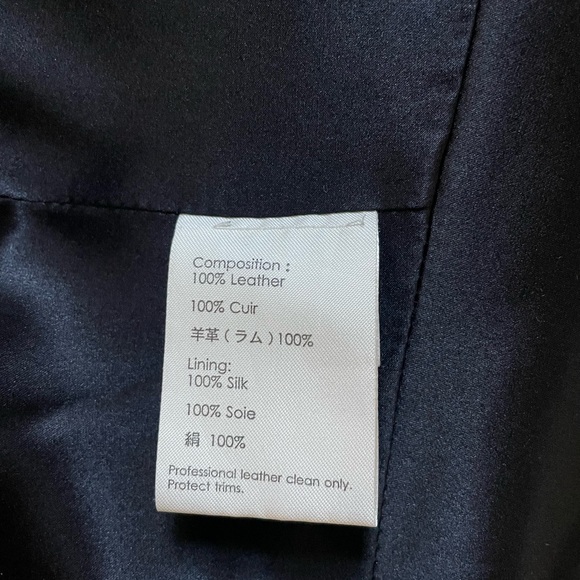 Composition :
100% Leather
100% Cuir
羊革 ( ラム ) 100%
Lining:
100% Silk
100% Soie
絹 100%
Professional leather clean only.
Protect trims.